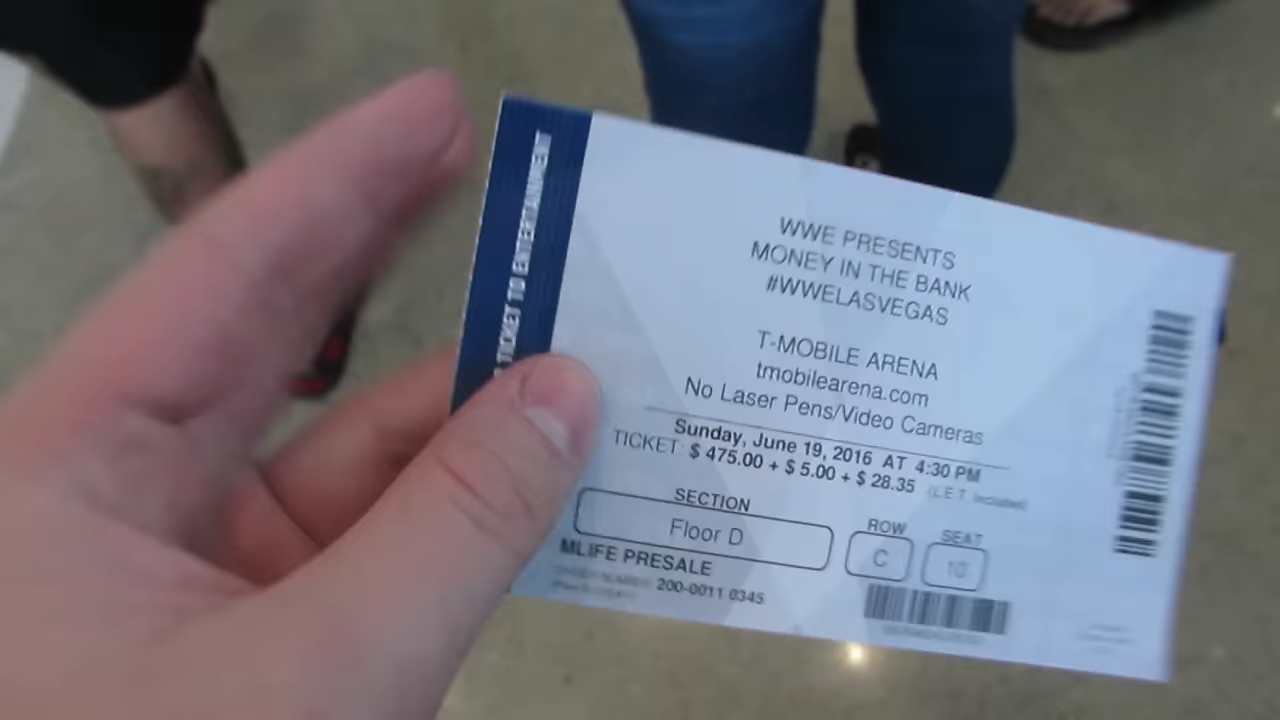 TICKET TO ENTERTAINMENT
WWE PRESENTS
MONEY IN THE BANK
#WWELASVEGAS
T-MOBILE ARENA
tmobilearena.com
No Laser Pens/Video Cameras
Sunday, June 19, 2016 AT 4:30 PM
TICKET: $ 475.00 + $ 5.00 + $ 28.35 (L.E.T. Included)
SECTION ROW SEAT
Floor D C 10
MLIFE PRESALE
200-0011 0345